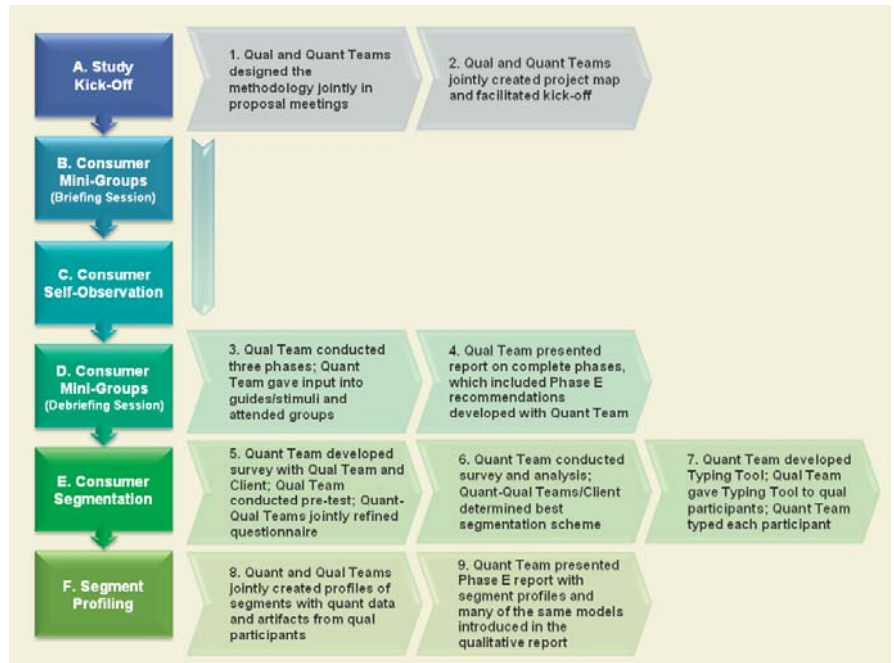 A. Study
Kick-Off
1. Qual and Quant Teams
designed the
methodology jointly in
proposal meetings
2. Qual and Quant Teams
jointly created project map
and facilitated kick-off
B. Consumer
Mini-Groups
(Briefing Session)
C. Consumer
Self-Observation
D. Consumer
Mini-Groups
(Debriefing Session)
3. Qual Team conducted
three phases; Quant
Team gave input into
guides/stimuli and
attended groups
4. Qual Team presented
report on complete phases,
which included Phase E
recommendations
developed with Quant Team
E. Consumer
Segmentation
5. Quant Team developed
survey with Qual Team and
Client; Qual Team
conducted pre-test; Quant-
Qual Teams jointly refined
questionnaire
6. Quant Team conducted
survey and analysis;
Quant-Qual Teams/Client
determined best
segmentation scheme
7. Quant Team developed
Typing Tool; Qual Team
gave Typing Tool to qual
participants; Quant Team
typed each participant
F. Segment
Profiling
8. Quant and Qual Teams
jointly created profiles of
segments with quant data
and artifacts from qual
participants
9. Quant Team presented
Phase E report with
segment profiles and
many of the same models
introduced in the
qualitative report